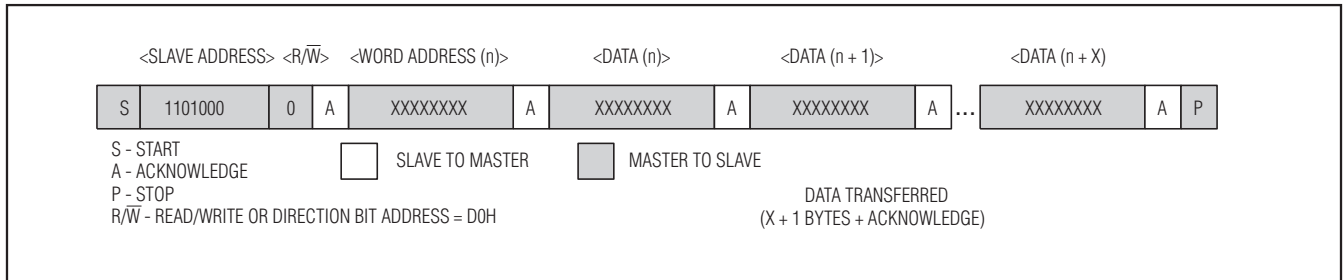 <SLAVE ADDRESS> <R/W̅> <WORD ADDRESS (n)> <DATA (n)> <DATA (n + 1)> <DATA (n + X)
S 1101000 0 A XXXXXXXX A XXXXXXXX A XXXXXXXX A ... XXXXXXXX A P
S - START
A - ACKNOWLEDGE
P - STOP
R/W̅ - READ/WRITE OR DIRECTION BIT ADDRESS = D0H
SLAVE TO MASTER
MASTER TO SLAVE
DATA TRANSFERRED
(X + 1 BYTES + ACKNOWLEDGE)